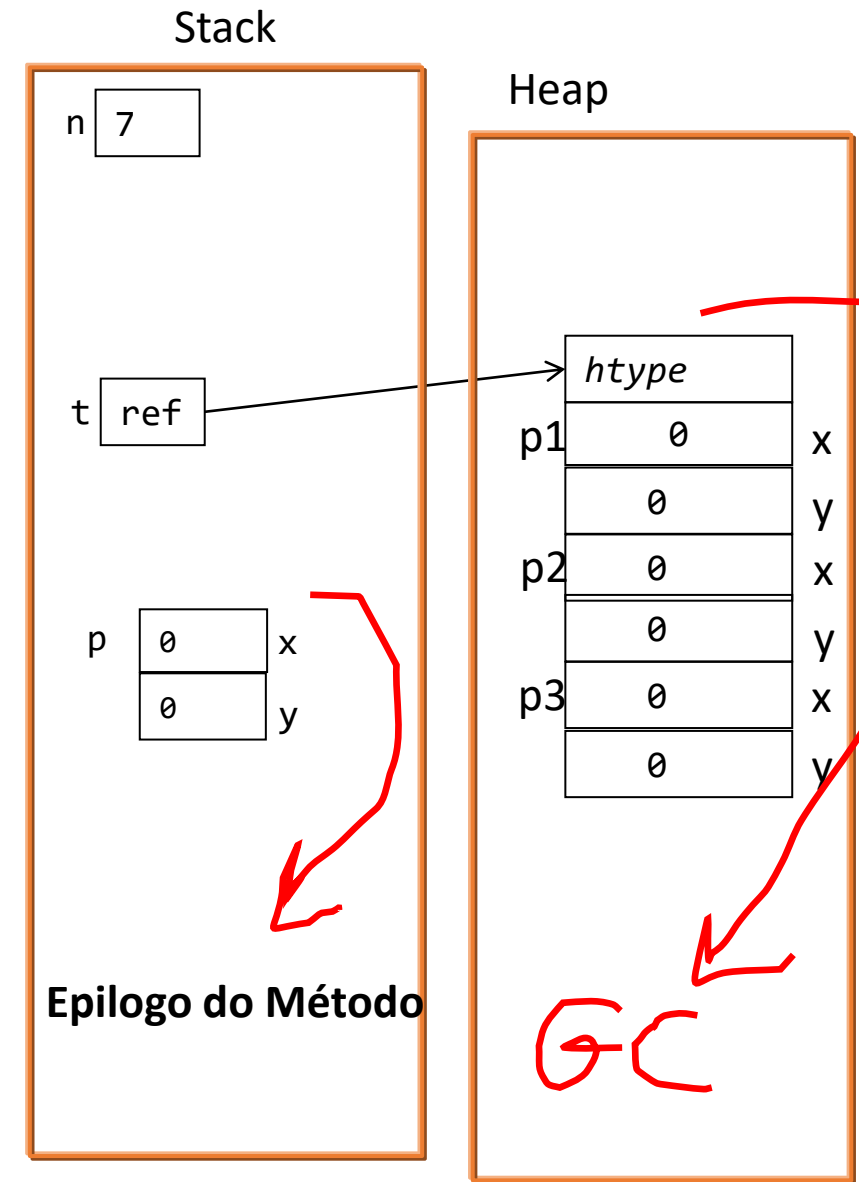 Stack
n 7
t ref
p 0 x
0 y
Epilogo do Método
Heap
htype
p1 0 x
0 y
p2 0 x
0 y
p3 0 x
0 y
GC